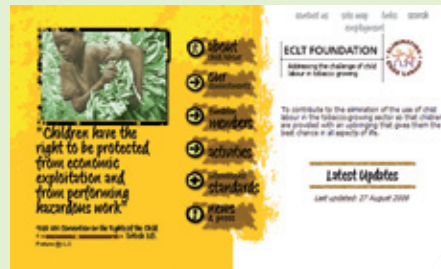 contact us site map links search
"Children have the
right to be protected
from economic
exploitation and
from performing
hazardous work"
about
our
members
activities
standards
news
& press
ECLT FOUNDATION
Addressing the challenge of child
labour in tobacco growing
To contribute to the elimination of the use of child
labour in the tobacco-growing sector so that children
are provided with an upbringing that gives them the
best chance in all aspects of life.
Latest Updates
Last updated: 27 August 2009